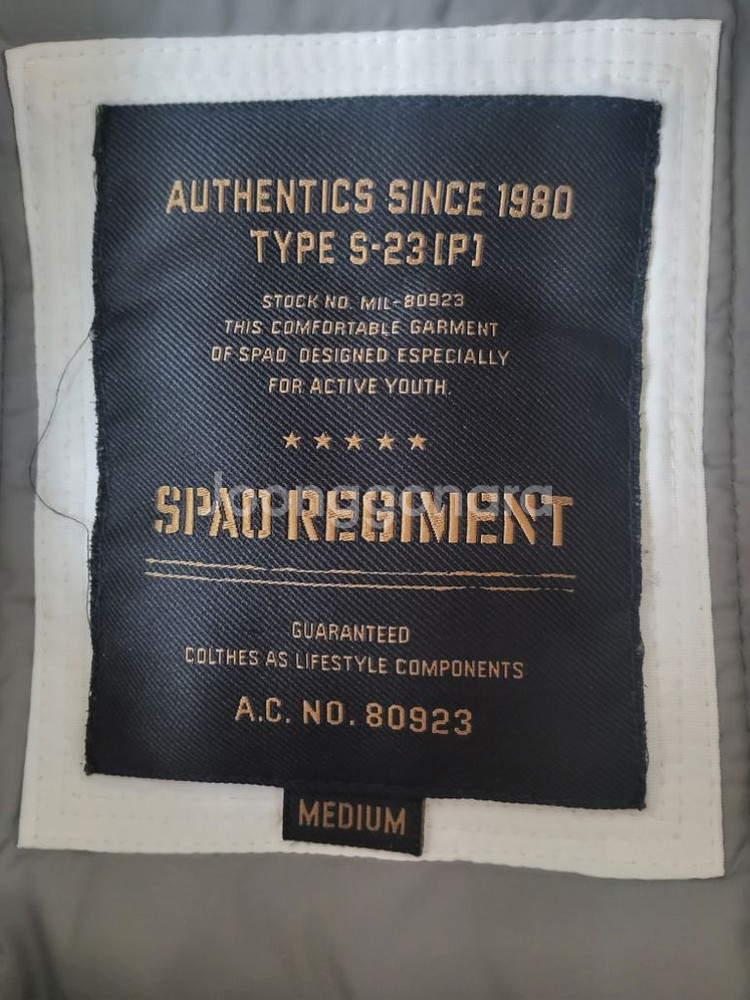 AUTHENTICS SINCE 1980
TYPE S-23[P]
STOCK NO. MIL-80923
THIS COMFORTABLE GARMENT
OF SPAO DESIGNED ESPECIALLY
FOR ACTIVE YOUTH.
★★★★★
SPAO REGIMENT
joonggonara
GUARANTEED
COLTHES AS LIFESTYLE COMPONENTS
A.C. NO. 80923
MEDIUM